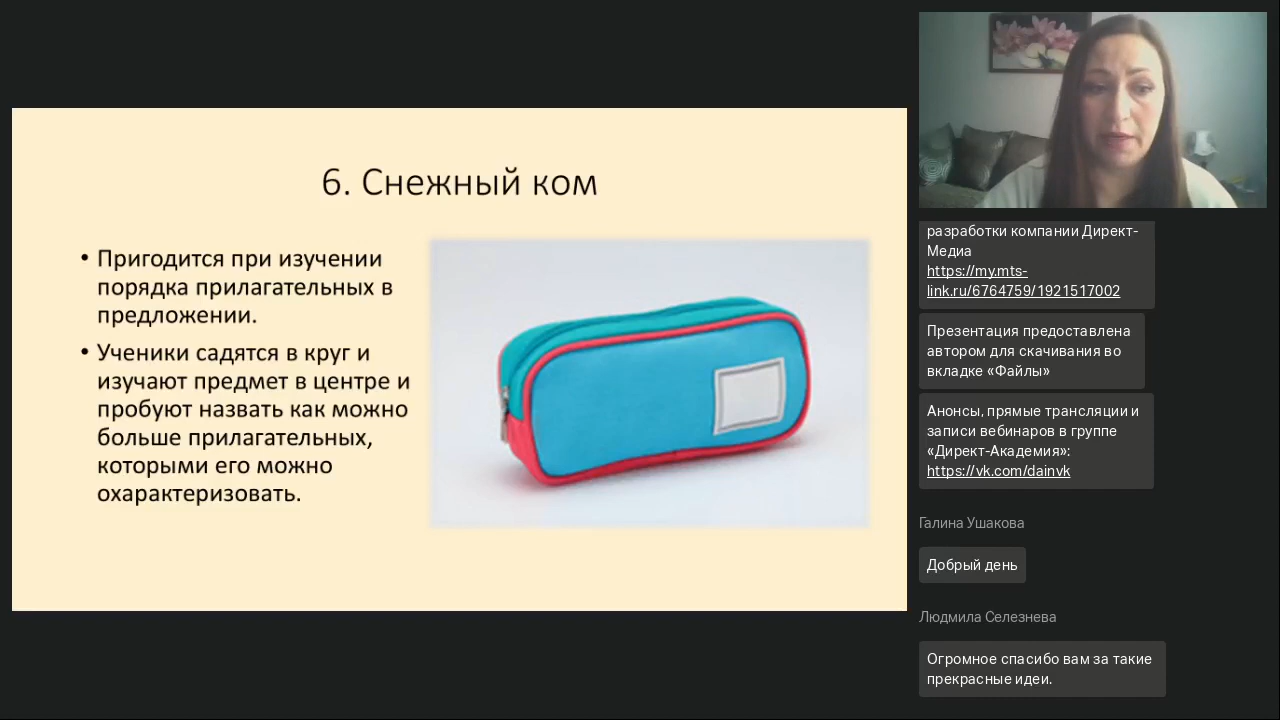 6. Снежный ком
• Пригодится при изучении
порядка прилагательных в
предложении.
• Ученики садятся в круг и
изучают предмет в центре и
пробуют назвать как можно
больше прилагательных,
которыми его можно
охарактеризовать.
разработки компании Директ-
Медиа
https://my.mts-
link.ru/6764759/1921517002
Презентация предоставлена
автором для скачивания во
вкладке «Файлы»
Анонсы, прямые трансляции и
записи вебинаров в группе
«Директ-Академия»:
https://vk.com/dainvk
Галина Ушакова
Добрый день
Людмила Селезнева
Огромное спасибо вам за такие
прекрасные идеи.